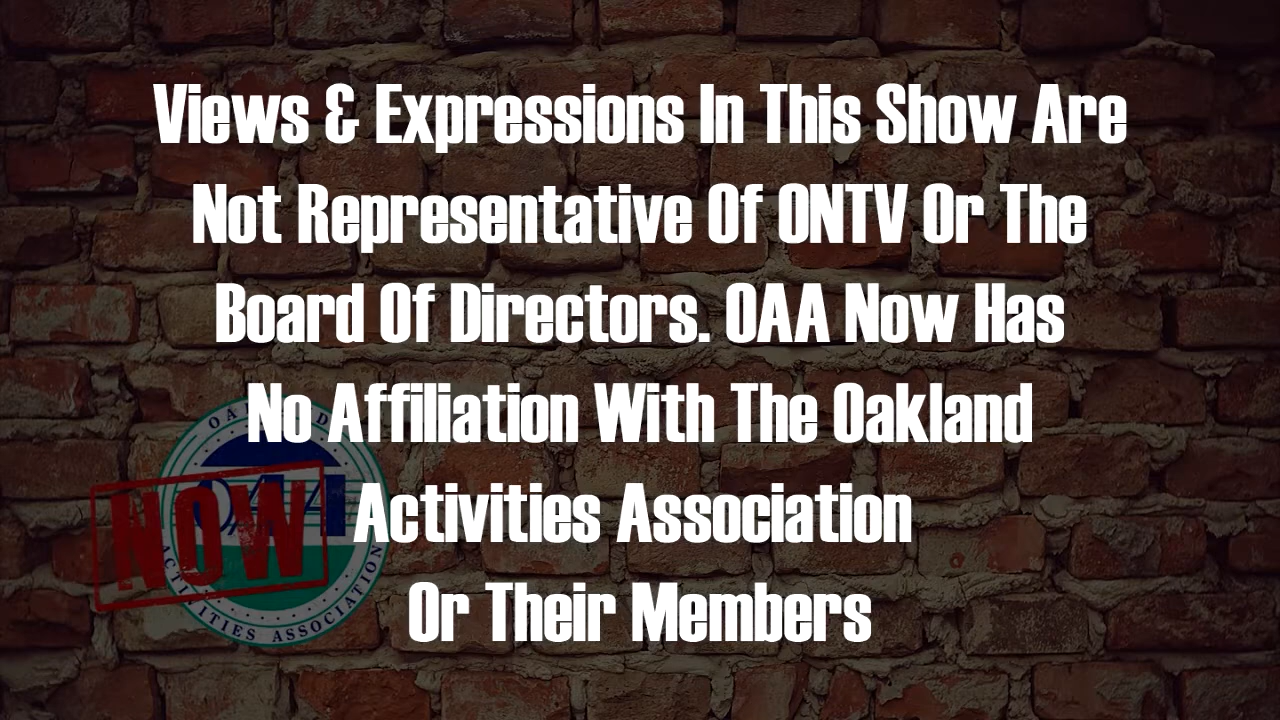 Views & Expressions In This Show Are
Not Representative Of ONTV Or The
Board Of Directors. OAA Now Has
No Affiliation With The Oakland
Activities Association
Or Their Members
OAA
NOW
ACTIVITIES ASSOCIATION